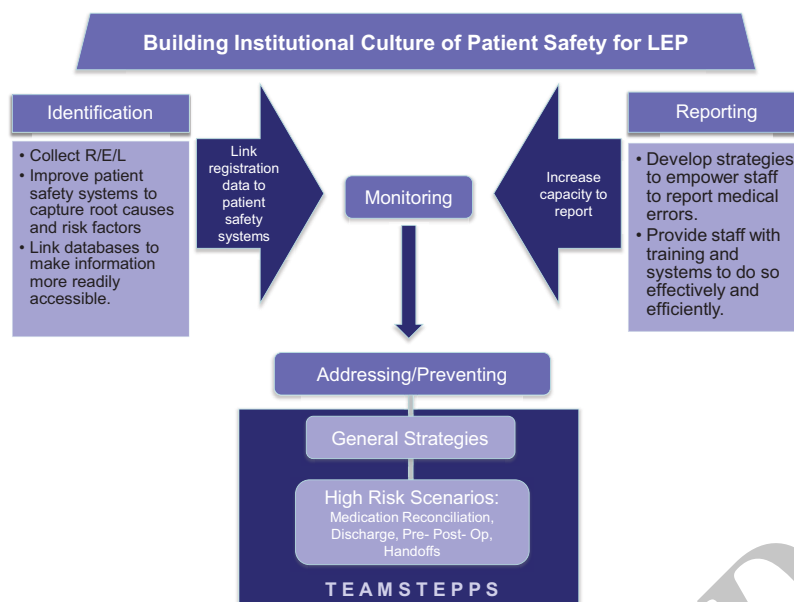 Building Institutional Culture of Patient Safety for LEP
Identification
• Collect R/E/L
• Improve patient
safety systems to
capture root causes
and risk factors
• Link databases to
make information
more readily
accessible.
Link
registration
data to
patient
safety
systems
Monitoring
Increase
capacity to
report
Reporting
• Develop strategies
to empower staff
to report medical
errors.
• Provide staff with
training and
systems to do so
effectively and
efficiently.
Addressing/Preventing
General Strategies
High Risk Scenarios:
Medication Reconciliation,
Discharge, Pre- Post- Op,
Handoffs
TEAMSTEPPS